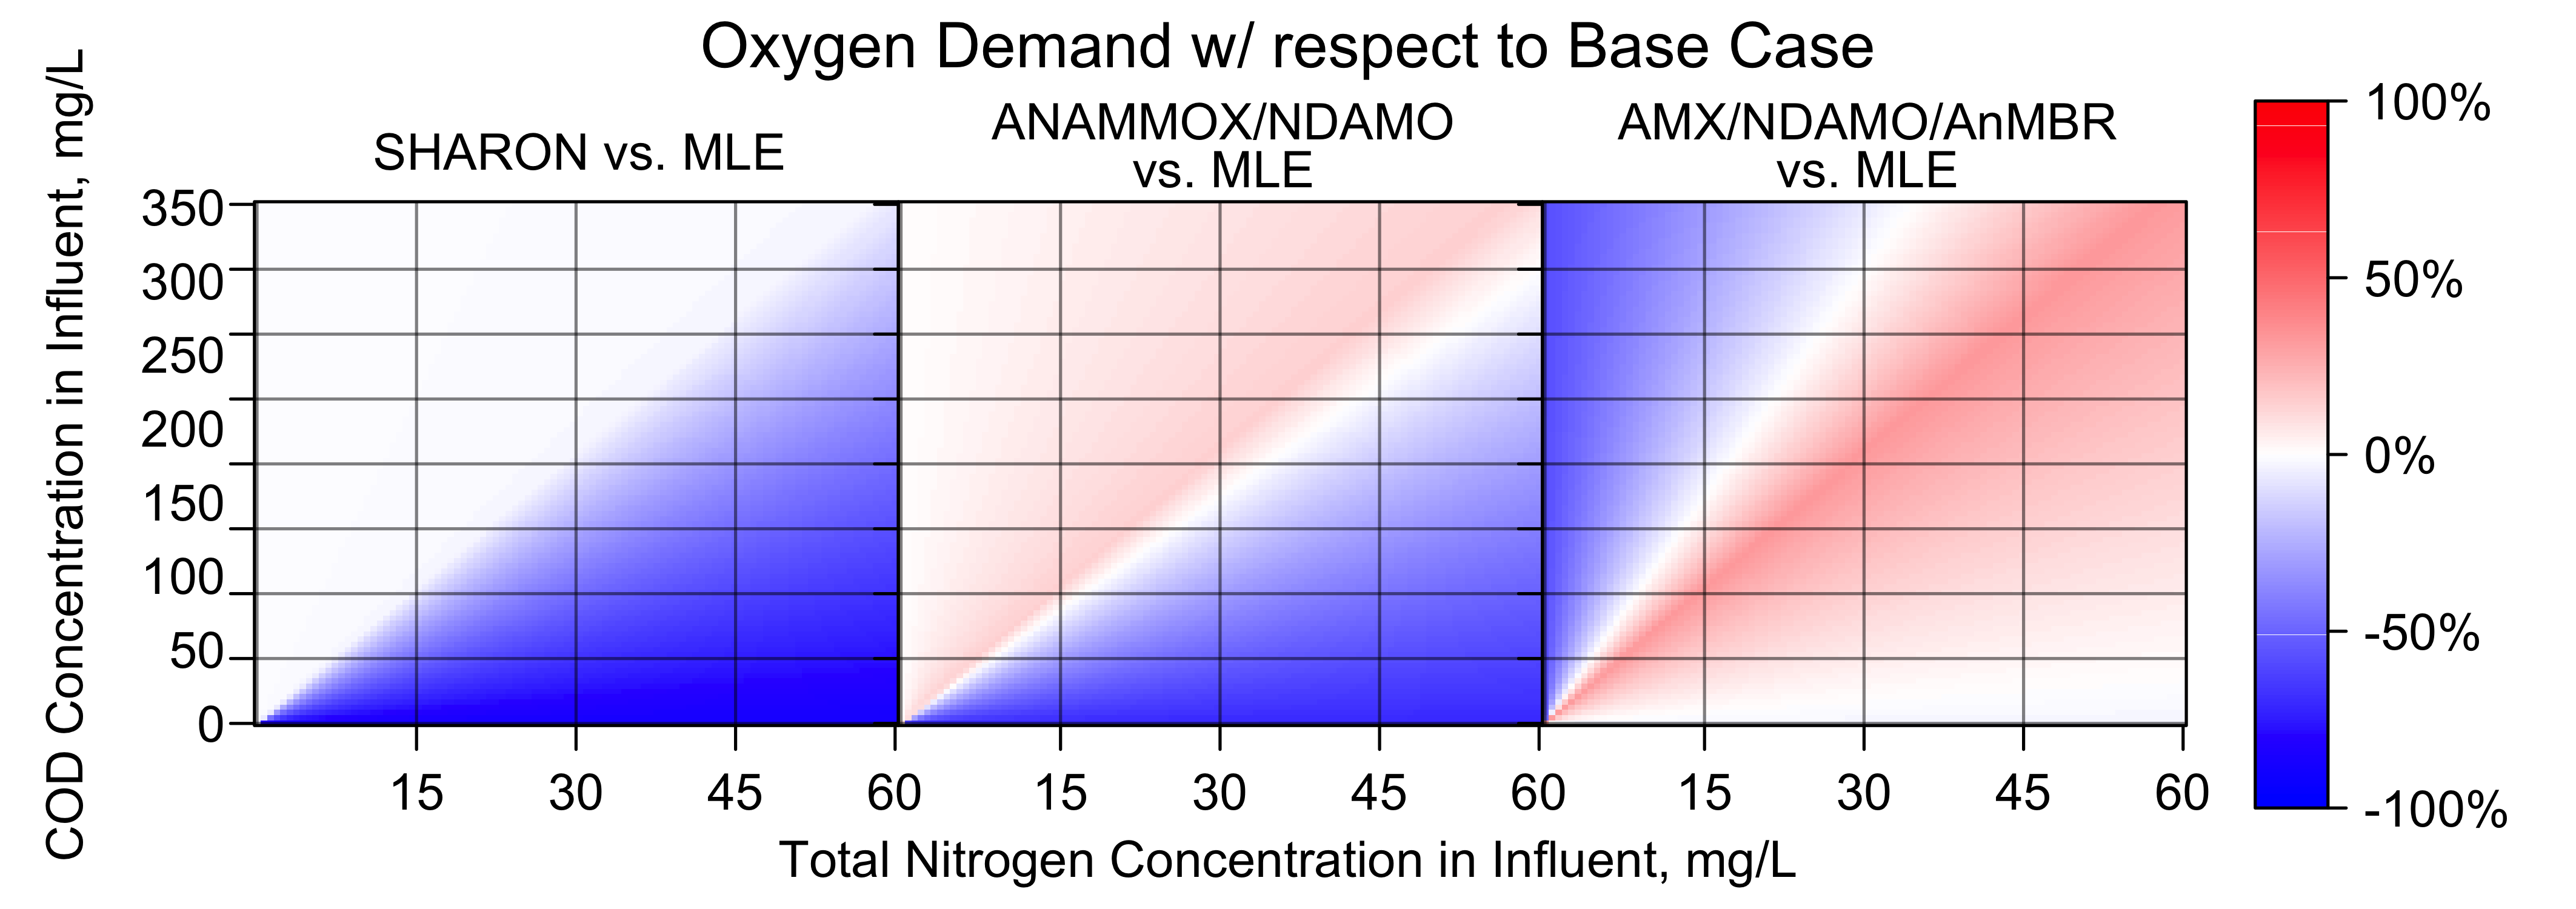 Oxygen Demand w/ respect to Base Case
SHARON vs. MLE
ANAMMOX/NDAMO
vs. MLE
AMX/NDAMO/AnMBR
vs. MLE
COD Concentration in Influent, mg/L
350
300
250
200
150
100
50
0
15 30 45 60 15 30 45 60 15 30 45 60
Total Nitrogen Concentration in Influent, mg/L
100%
50%
0%
-50%
-100%